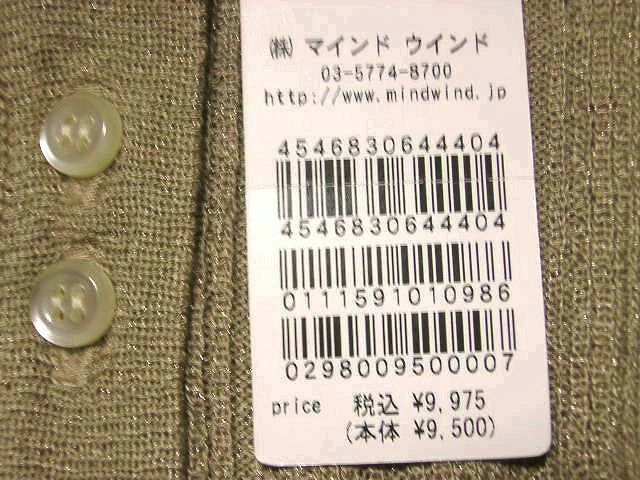 ㈱ マインド ウインド
03-5774-8700
http://www.mindwind.jp
4546830644404
4546830644404
0111591010986
0298009500007
price 税込 ¥9,975
(本体 ¥9,500)